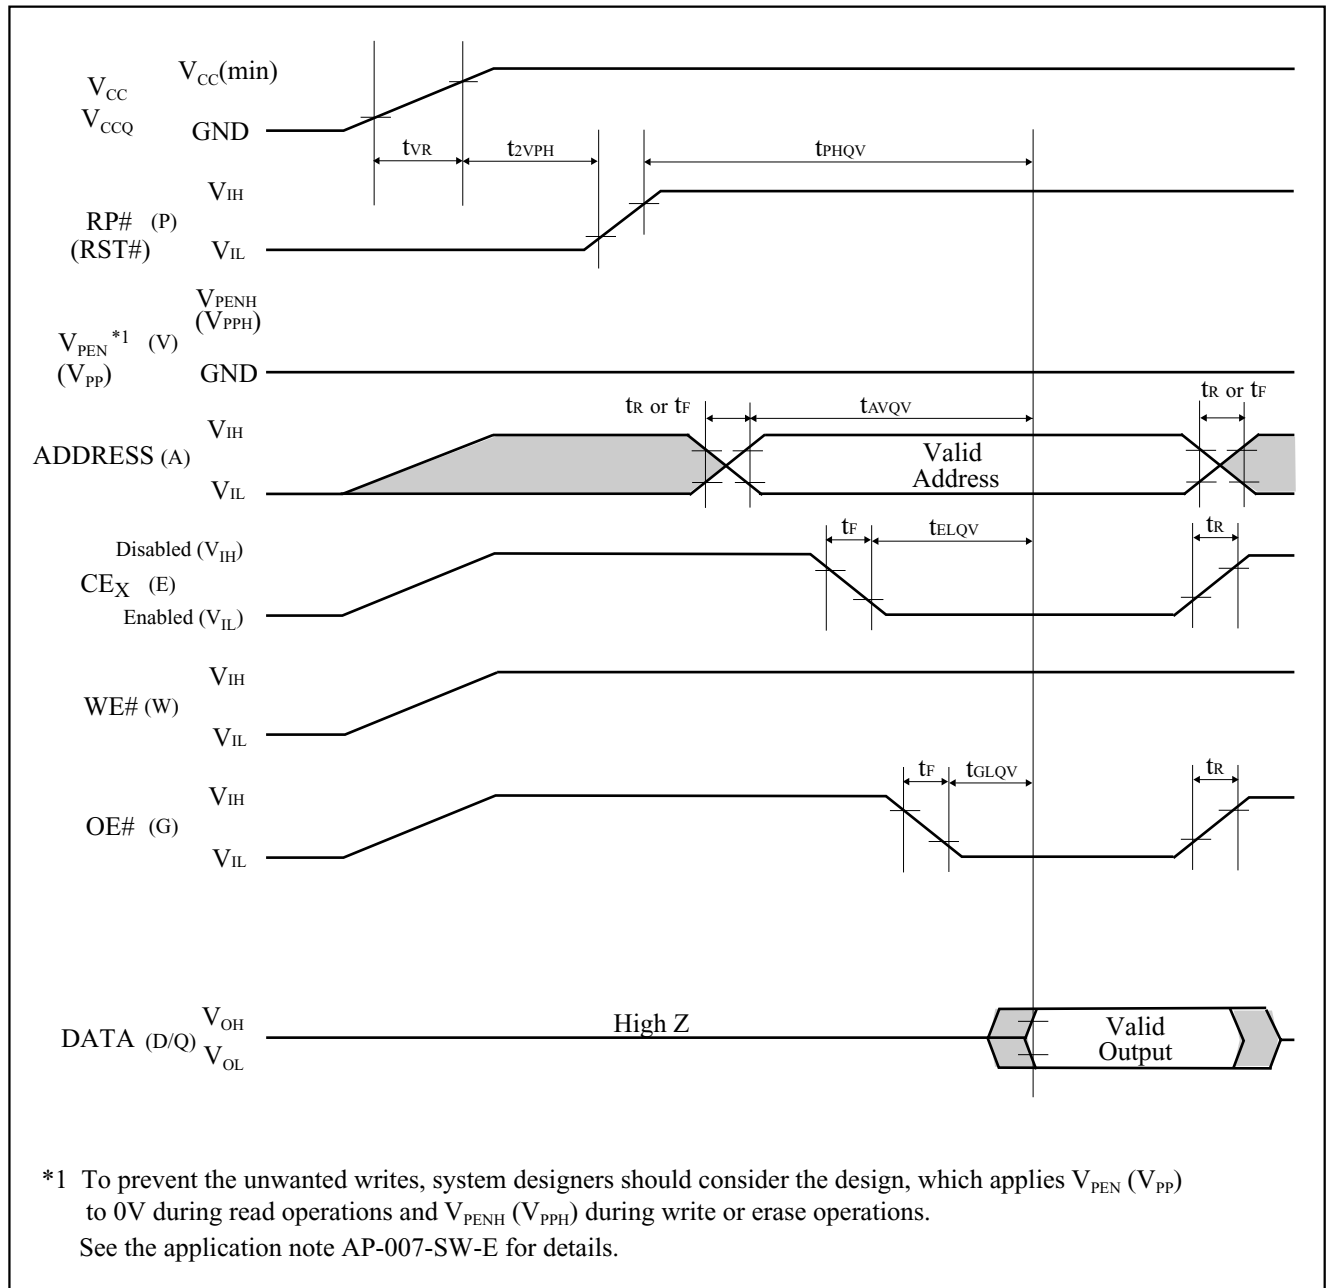 VCC(min)
VCC
VCCQ
GND
tVR
t2VPH
tPHQV
VIH
RP# (P)
(RST#)
VIL
VPENH
(VPPH)
VPEN *1 (V)
(VPP)
GND
tR or tF
tAVQV
tR or tF
VIH
ADDRESS (A)
Valid
Address
VIL
tF
tELQV
tR
Disabled (VIH)
CEX (E)
Enabled (VIL)
VIH
WE# (W)
VIL
tF
tGLQV
tR
VIH
OE# (G)
VIL
VOH
High Z
DATA (D/Q)
VOL
Valid
Output
*1 To prevent the unwanted writes, system designers should consider the design, which applies VPEN (VPP)
to 0V during read operations and VPENH (VPPH) during write or erase operations.
See the application note AP-007-SW-E for details.